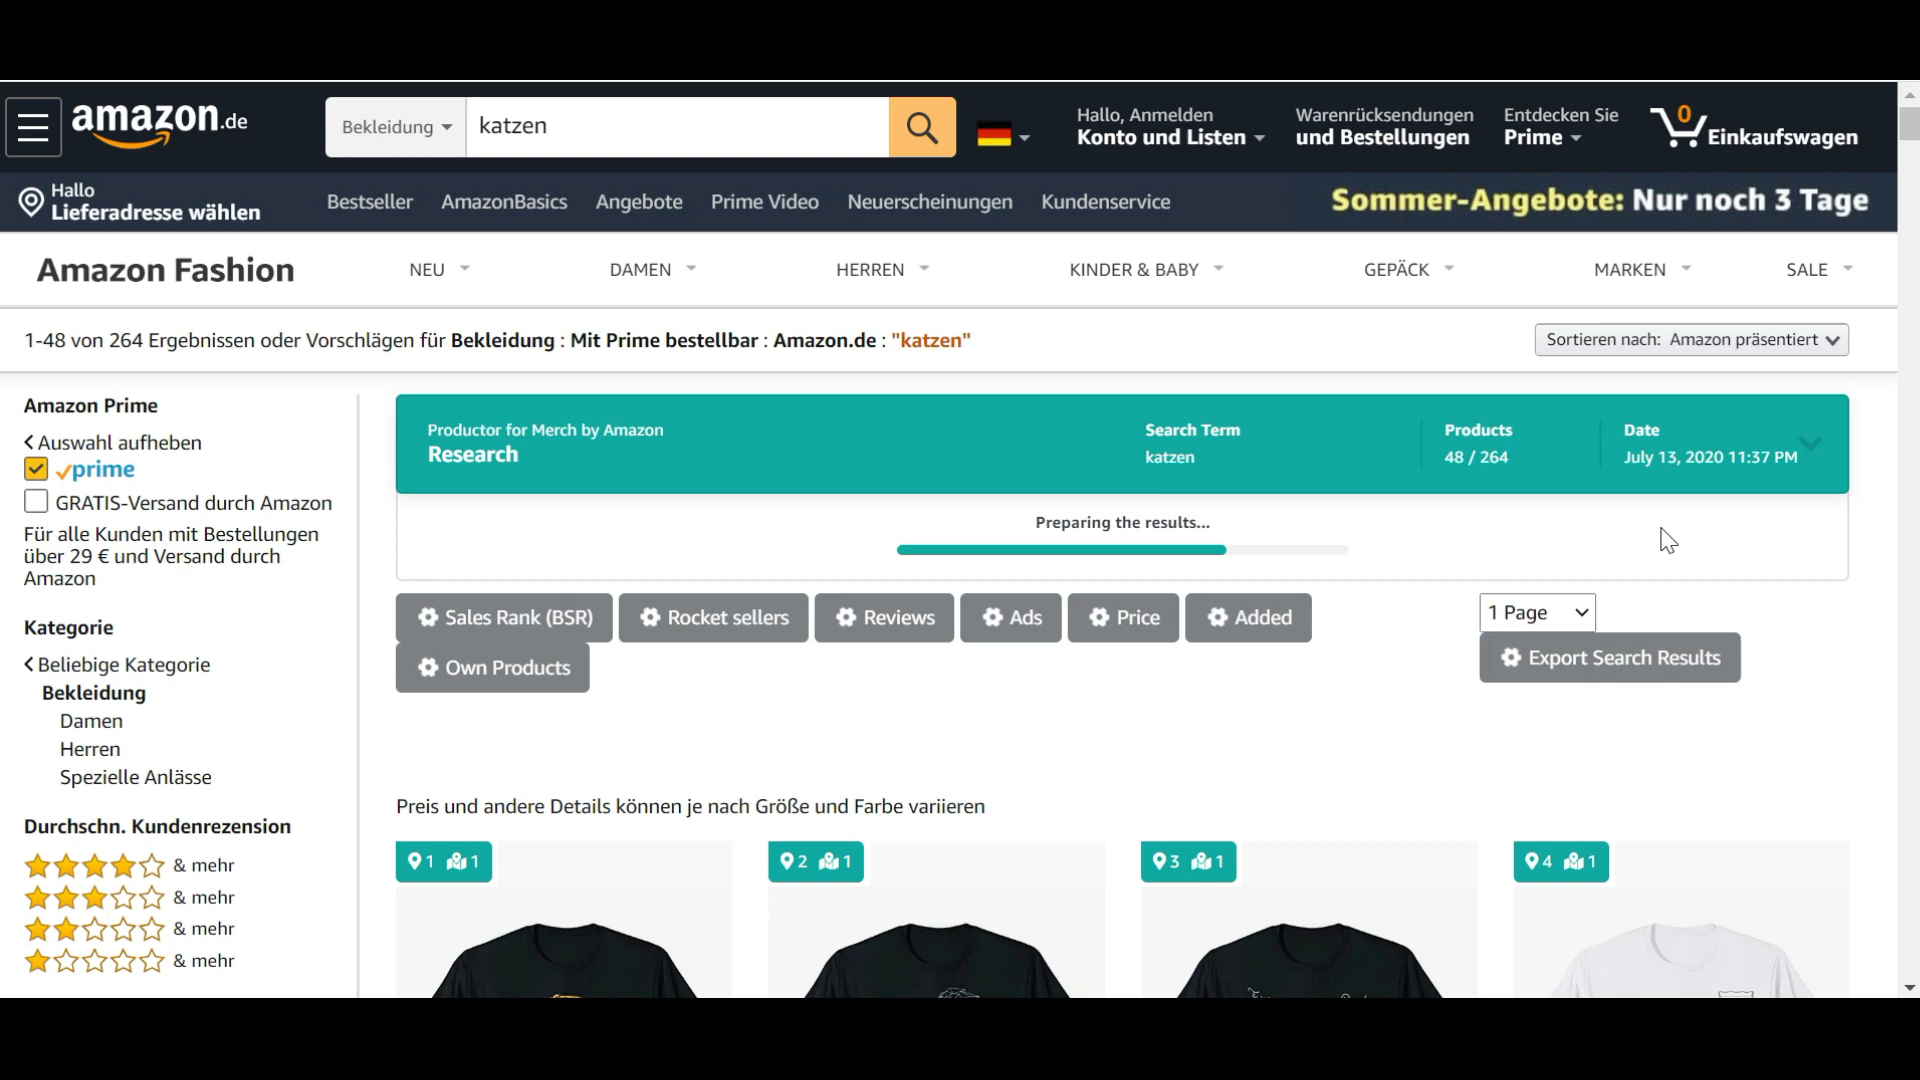 amazon.de
Bekleidung
katzen
Hallo, Anmelden
Konto und Listen
Warenrücksendungen
und Bestellungen
Entdecken Sie
Prime
0
Einkaufswagen
Hallo
Lieferadresse wählen
Bestseller
AmazonBasics
Angebote
Prime Video
Neuerscheinungen
Kundenservice
Sommer-Angebote: Nur noch 3 Tage
Amazon Fashion
NEU
DAMEN
HERREN
KINDER & BABY
GEPÄCK
MARKEN
SALE
1-48 von 264 Ergebnissen oder Vorschlägen für Bekleidung : Mit Prime bestellbar : Amazon.de : "katzen"
Sortieren nach: Amazon präsentiert
Amazon Prime
Auswahl aufheben
prime
GRATIS-Versand durch Amazon
Für alle Kunden mit Bestellungen
über 29 € und Versand durch
Amazon
Kategorie
Beliebige Kategorie
Bekleidung
Damen
Herren
Spezielle Anlässe
Durchschn. Kundenrezension
& mehr
& mehr
& mehr
& mehr
Productor for Merch by Amazon
Research
Search Term
katzen
Products
48 / 264
Date
July 13, 2020 11:37 PM
Preparing the results...
Sales Rank (BSR)
Rocket sellers
Reviews
Ads
Price
Added
Own Products
1 Page
Export Search Results
Preis und andere Details können je nach Größe und Farbe variieren
1 1
2 1
3 1
4 1